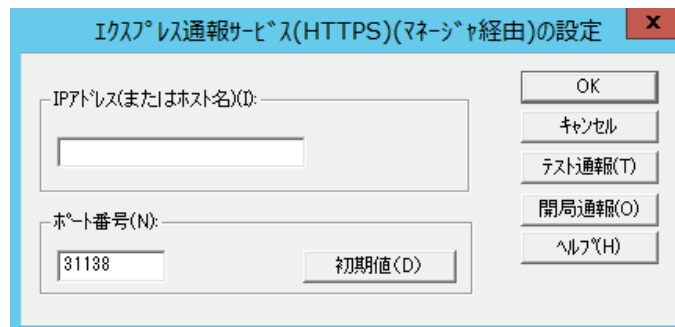 ｴｸｽﾌﾟﾚｽ通報ｻｰﾋﾞｽ(HTTPS)(ﾏﾈｰｼﾞｬ経由)の設定
x
IPｱﾄﾞﾚｽ(またはホスト名)(I):
OK
キャンセル
テスト通報(T)
開局通報(O)
ﾍﾙﾌﾟ(H)
ﾎﾟｰﾄ番号(N):
31138
初期値(D)